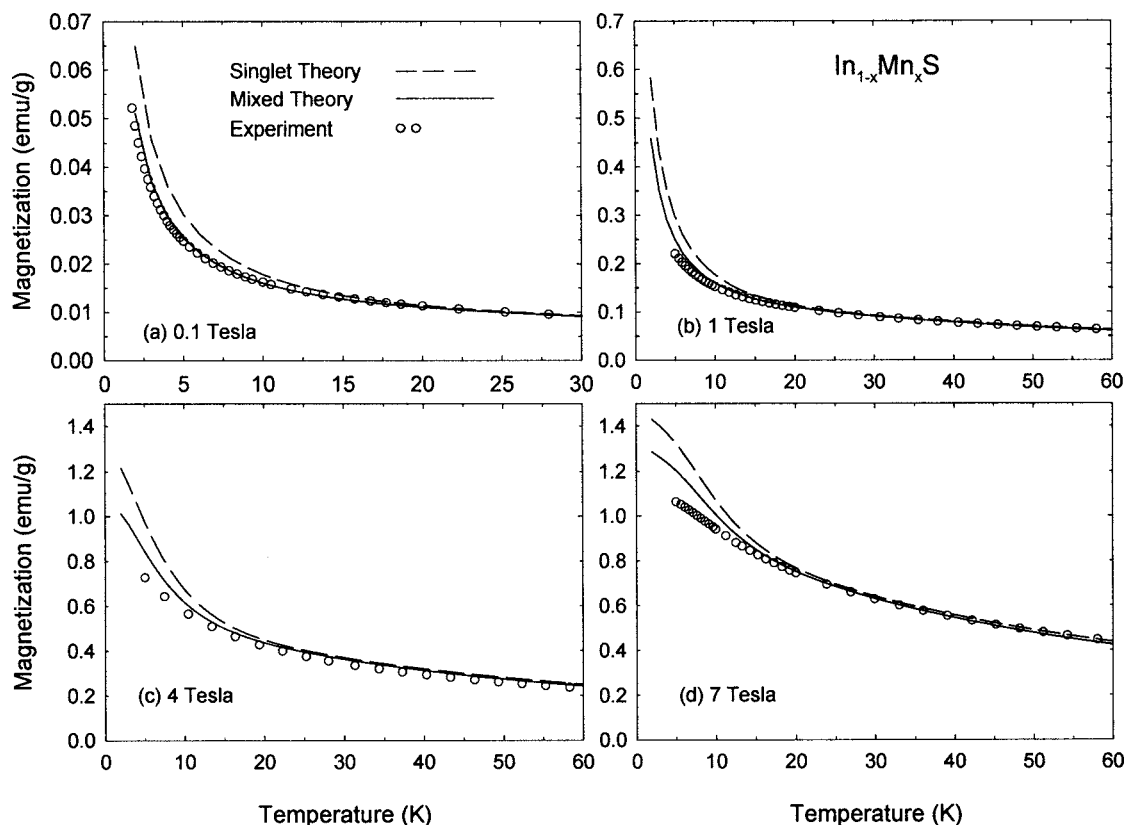 0.07
0.06
0.05
0.04
0.03
0.02
0.01
0.00
Magnetization (emu/g)
Singlet Theory
Mixed Theory
Experiment
(a) 0.1 Tesla
0 5 10 15 20 25 30
0.7
0.6
0.5
0.4
0.3
0.2
0.1
0.0
In1-xMnxS
(b) 1 Tesla
0 10 20 30 40 50 60
1.4
1.2
1.0
0.8
0.6
0.4
0.2
0.0
Magnetization (emu/g)
(c) 4 Tesla
0 10 20 30 40 50 60
Temperature (K)
1.4
1.2
1.0
0.8
0.6
0.4
0.2
0.0
(d) 7 Tesla
0 10 20 30 40 50 60
Temperature (K)